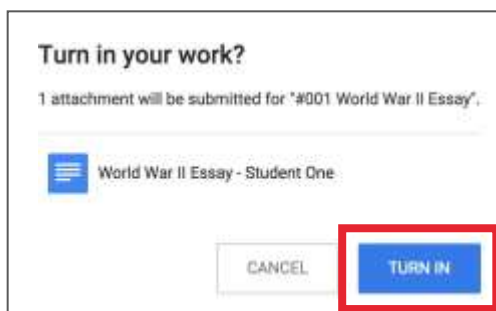 Turn in your work?
1 attachment will be submitted for "#001 World War II Essay".
World War II Essay - Student One
CANCEL
TURN IN